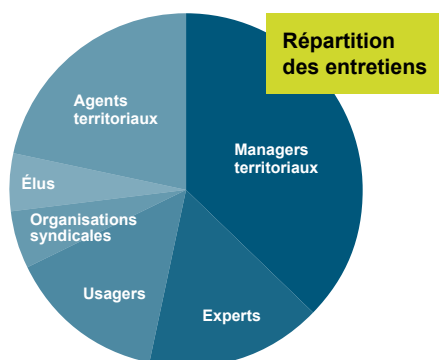 Répartition
des entretiens
Agents
territoriaux
Managers
territoriaux
Élus
Organisations
syndicales
Usagers
Experts